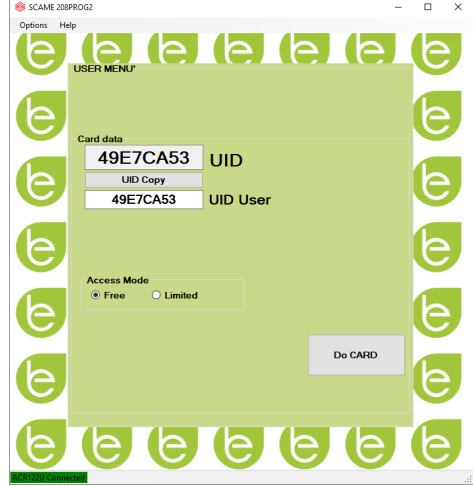 SCAME 208PROG2
Options Help
USER MENU'
Card data
49E7CA53 UID
UID Copy
49E7CA53 UID User
Access Mode
Free Limited
Do CARD
ACR122U Connected